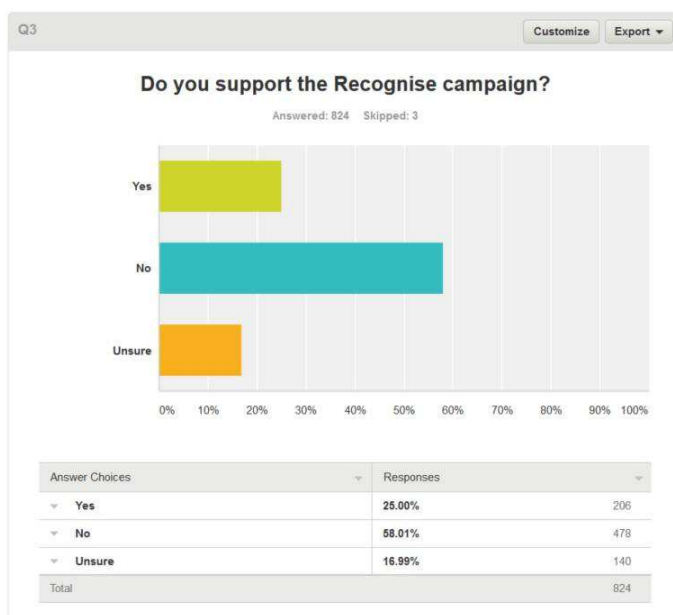 Q3 Customize Export
Do you support the Recognise campaign?
Answered: 824 Skipped: 3
Yes
No
Unsure
0% 10% 20% 30% 40% 50% 60% 70% 80% 90% 100%
Answer Choices Responses
Yes 25.00% 206
No 58.01% 478
Unsure 16.99% 140
Total 824